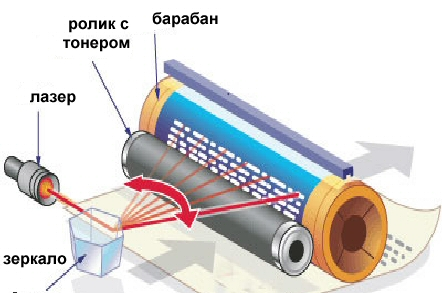 ролик с
тонером
барабан
лазер
зеркало